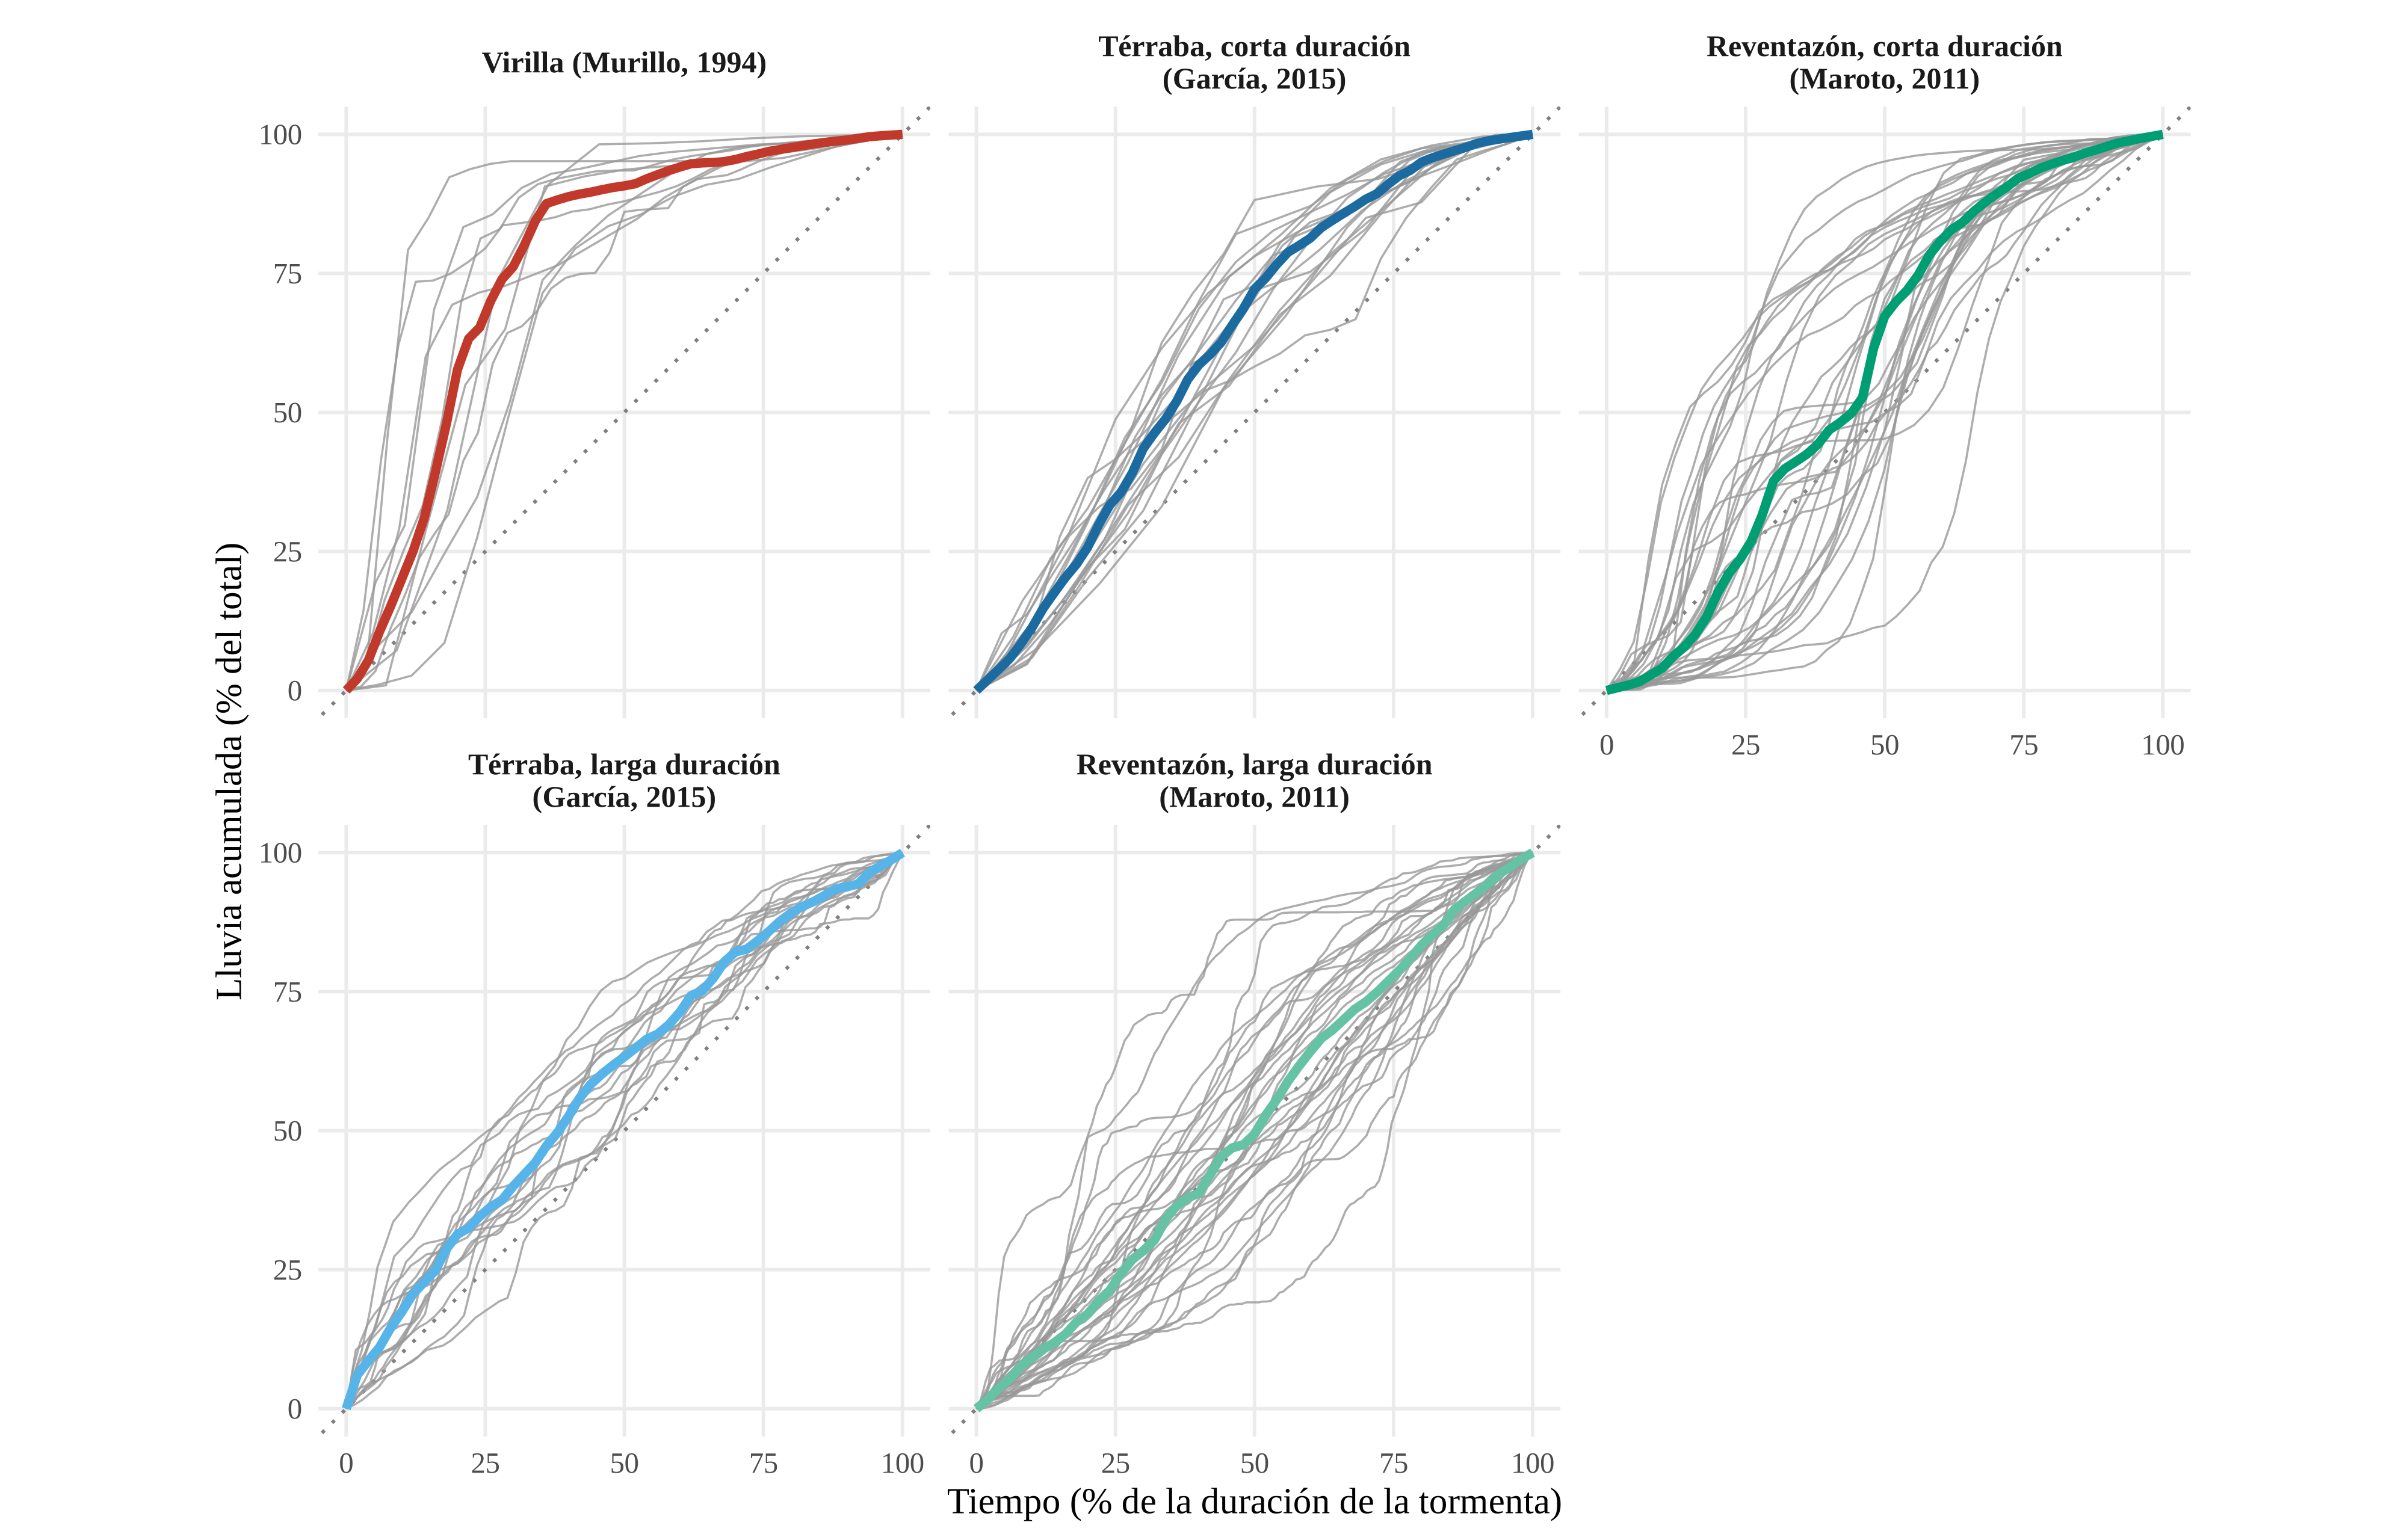 Virilla (Murillo, 1994)
Térraba, corta duración
(García, 2015)
Reventazón, corta duración
(Maroto, 2011)
100
75
50
25
0
0
25
50
75
100
Lluvia acumulada (% del total)
Térraba, larga duración
(García, 2015)
Reventazón, larga duración
(Maroto, 2011)
100
75
50
25
0
0
25
50
75
100
0
25
50
75
100
Tiempo (% de la duración de la tormenta)